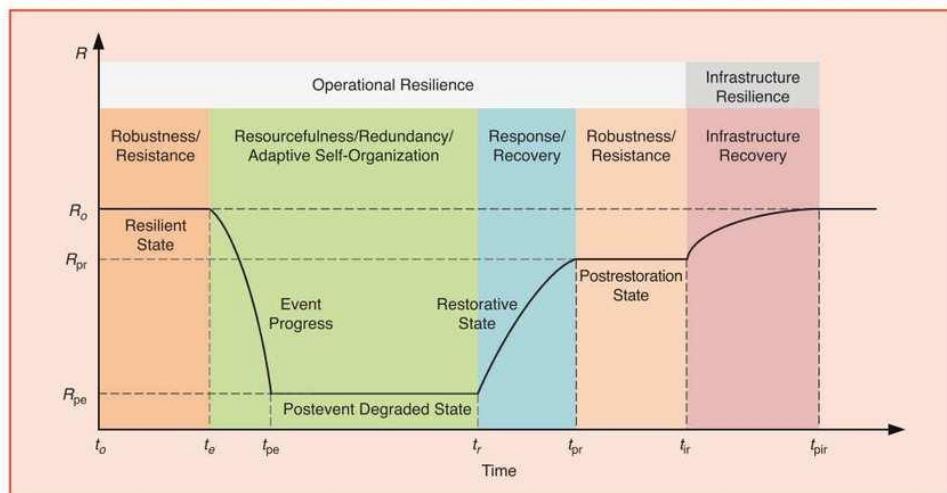 R
Operational Resilience
Infrastructure
Resilience
Robustness/
Resistance
Resourcefulness/Redundancy/
Adaptive Self-Organization
Response/
Recovery
Robustness/
Resistance
Infrastructure
Recovery
Ro
Resilient
State
Rpr
Event
Progress
Restorative
State
Postrestoration
State
Rpe
Postevent Degraded State
to te tpe tr tpr tir tpir
Time